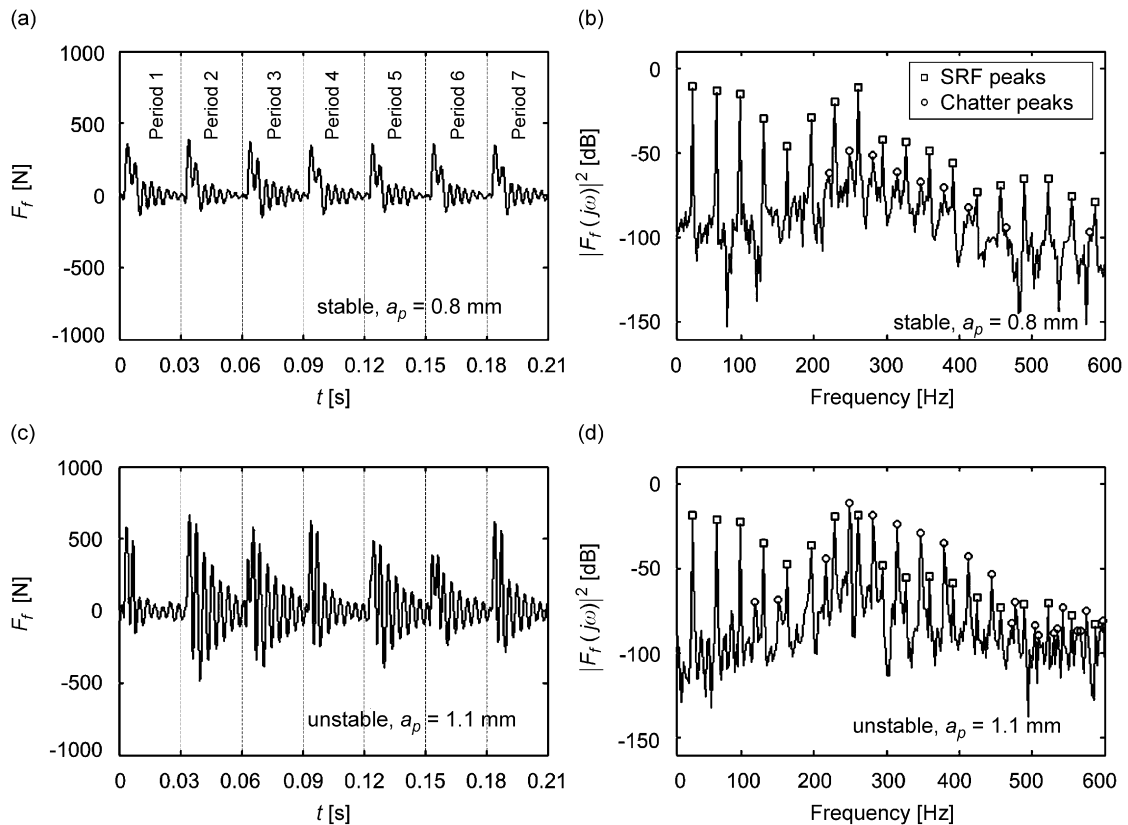 (a)
1000
500
0
-500
-1000
F_f [N]
Period 1
Period 2
Period 3
Period 4
Period 5
Period 6
Period 7
stable, a_p = 0.8 mm
0 0.03 0.06 0.09 0.12 0.15 0.18 0.21
t [s]
(b)
0
-50
-100
-150
|F_f (jω)|² [dB]
SRF peaks
Chatter peaks
stable, a_p = 0.8 mm
0 100 200 300 400 500 600
Frequency [Hz]
(c)
1000
500
0
-500
-1000
F_f [N]
unstable, a_p = 1.1 mm
0 0.03 0.06 0.09 0.12 0.15 0.18 0.21
t [s]
(d)
0
-50
-100
-150
|F_f (jω)|² [dB]
unstable, a_p = 1.1 mm
0 100 200 300 400 500 600
Frequency [Hz]